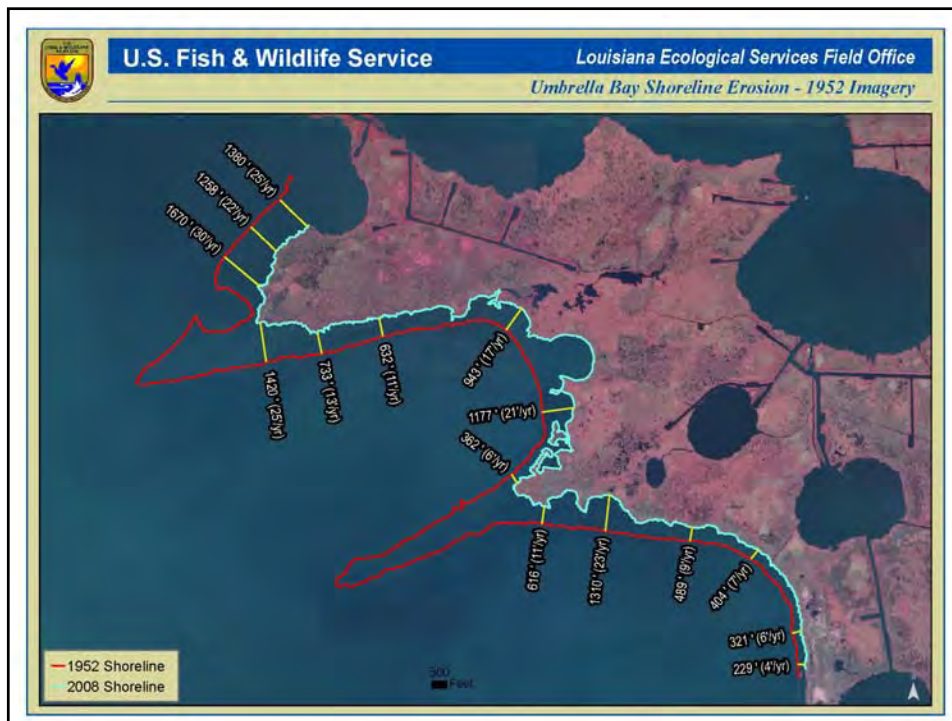 U.S. Fish & Wildlife Service
Louisiana Ecological Services Field Office
Umbrella Bay Shoreline Erosion - 1952 Imagery
1380 ' (25'/yr)
1258 ' (22'/yr)
1670 ' (30'/yr)
1420 ' (25'/yr)
733 ' (13'/yr)
632 ' (11'/yr)
943 ' (17'/yr)
1177 ' (21'/yr)
362 ' (6'/yr)
616 ' (11'/yr)
1310 ' (23'/yr)
489 ' (9'/yr)
404 ' (7'/yr)
321 ' (6'/yr)
229 ' (4'/yr)
1952 Shoreline
2008 Shoreline
500
Feet